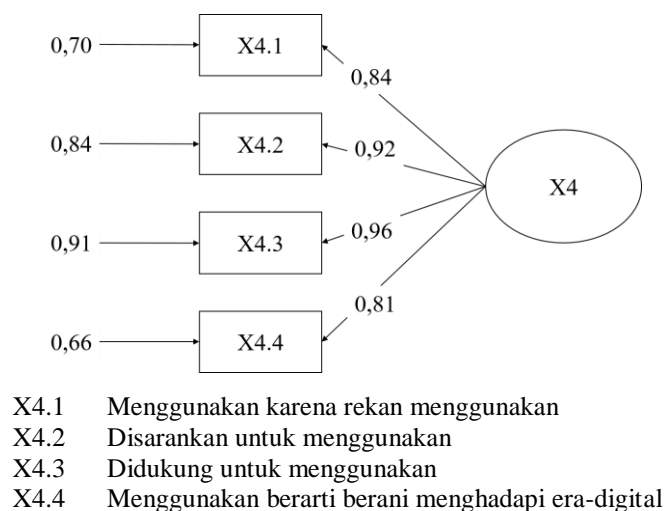 0,70 X4.1
0,84
0,84 X4.2 0,92
X4
0,91 X4.3 0,96
0,81
0,66 X4.4
X4.1 Menggunakan karena rekan menggunakan
X4.2 Disarankan untuk menggunakan
X4.3 Didukung untuk menggunakan
X4.4 Menggunakan berarti berani menghadapi era-digital